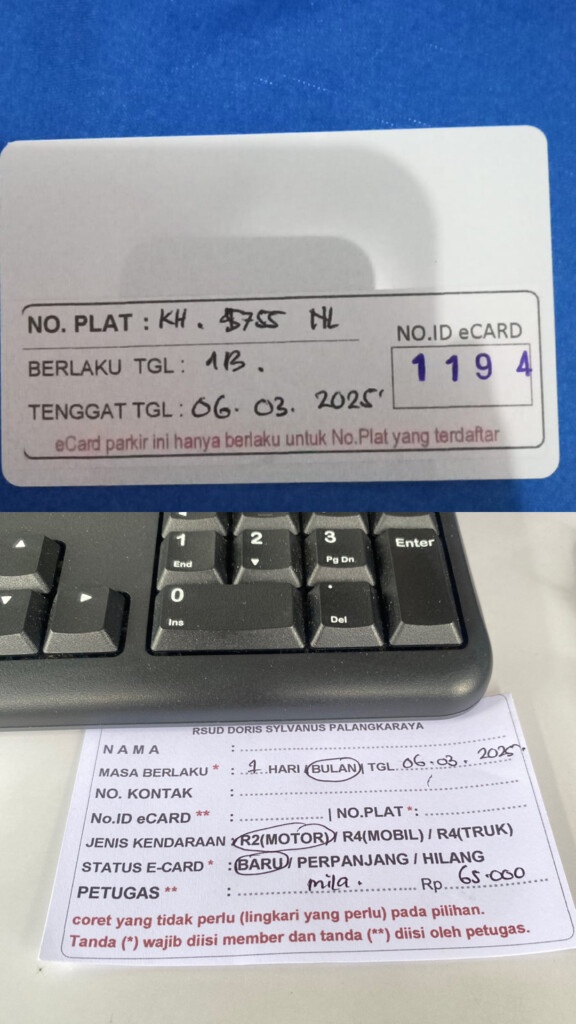 NO. PLAT : KH. 5755 NL
NO.ID eCARD
BERLAKU TGL : 1B.
1194
TENGGAT TGL : 06. 03. 2025
eCard parkir ini hanya berlaku untuk No.Plat yang terdaftar
1 2 3 Enter
End Pg Dn
0 .
Ins Del
RSUD DORIS SYLVANUS PALANGKARAYA
NAMA :
MASA BERLAKU * : 1 HARI / BULAN / TGL 06.03.2025
NO. KONTAK :
No.ID eCARD ** : | NO.PLAT * :
JENIS KENDARAAN : R2(MOTOR) / R4(MOBIL) / R4(TRUK)
STATUS E-CARD * : BARU / PERPANJANG / HILANG
PETUGAS ** : mila. Rp 65.000
coret yang tidak perlu (lingkari yang perlu) pada pilihan.
Tanda (*) wajib diisi member dan tanda (**) diisi oleh petugas.